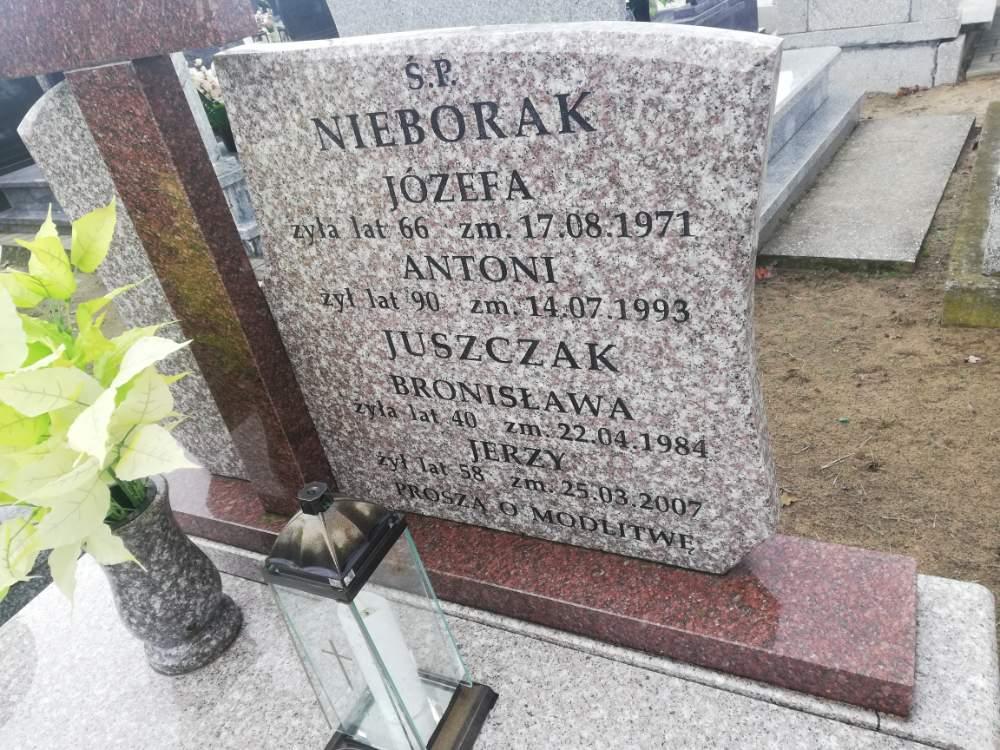 Ś.P.
NIEBORAK
JÓZEFA
żyła lat 66 zm. 17.08.1971
ANTONI
żył lat 90 zm. 14.07.1993
JUSZCZAK
BRONISŁAWA
żyła lat 40 zm. 22.04.1984
JERZY
żył lat 58 zm. 25.03.2007
PROSZĄ O MODLITWĘ